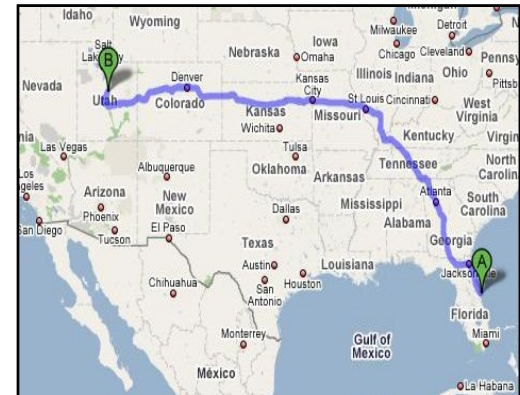 Idaho
Wyoming
Milwaukee
Michigan
Detroit
Chicago
Cleveland
Iowa
Nebraska
Omaha
Salt
Lake
City
B
Nevada
Utah
Denver
Colorado
Kansas
City
Kansas
Missouri
St Louis
Illinois
Indiana
Ohio
Pennsy
Pittsb
Cincinnati
West
Virginia
Virgin
Wichita
Kentucky
Las Vegas
Tulsa
Tennessee
North
Carolin
Los
Angeles
Arizona
Phoenix
Tucson
Albuquerque
New
Mexico
Oklahoma
Arkansas
Atlanta
South
Carolina
San Diego
El Paso
Dallas
Mississippi
Alabama
Georgia
Texas
Louisiana
Jacksonville
A
Austin
San
Antonio
Houston
Chihuahua
Florida
Miami
Monterrey
Gulf of
Mexico
México
La Habana